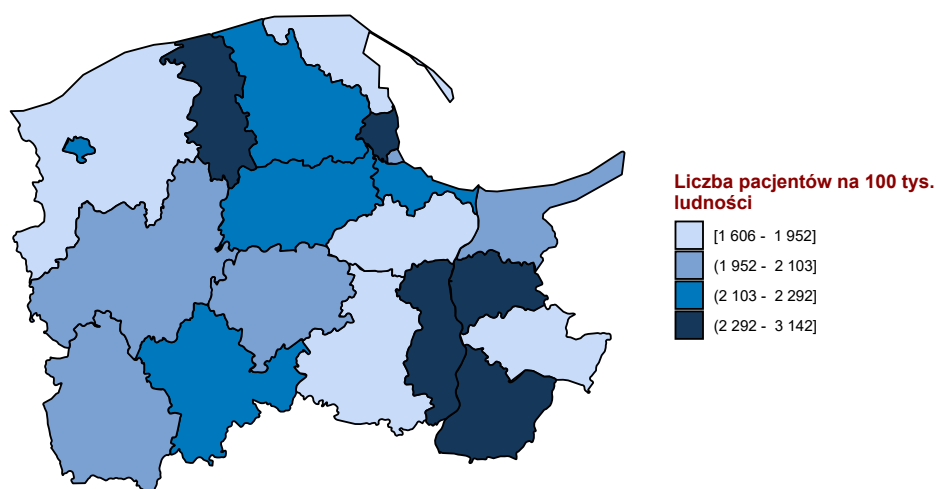 Liczba pacjentów na 100 tys.
ludności
[1 606 - 1 952]
(1 952 - 2 103]
(2 103 - 2 292]
(2 292 - 3 142]